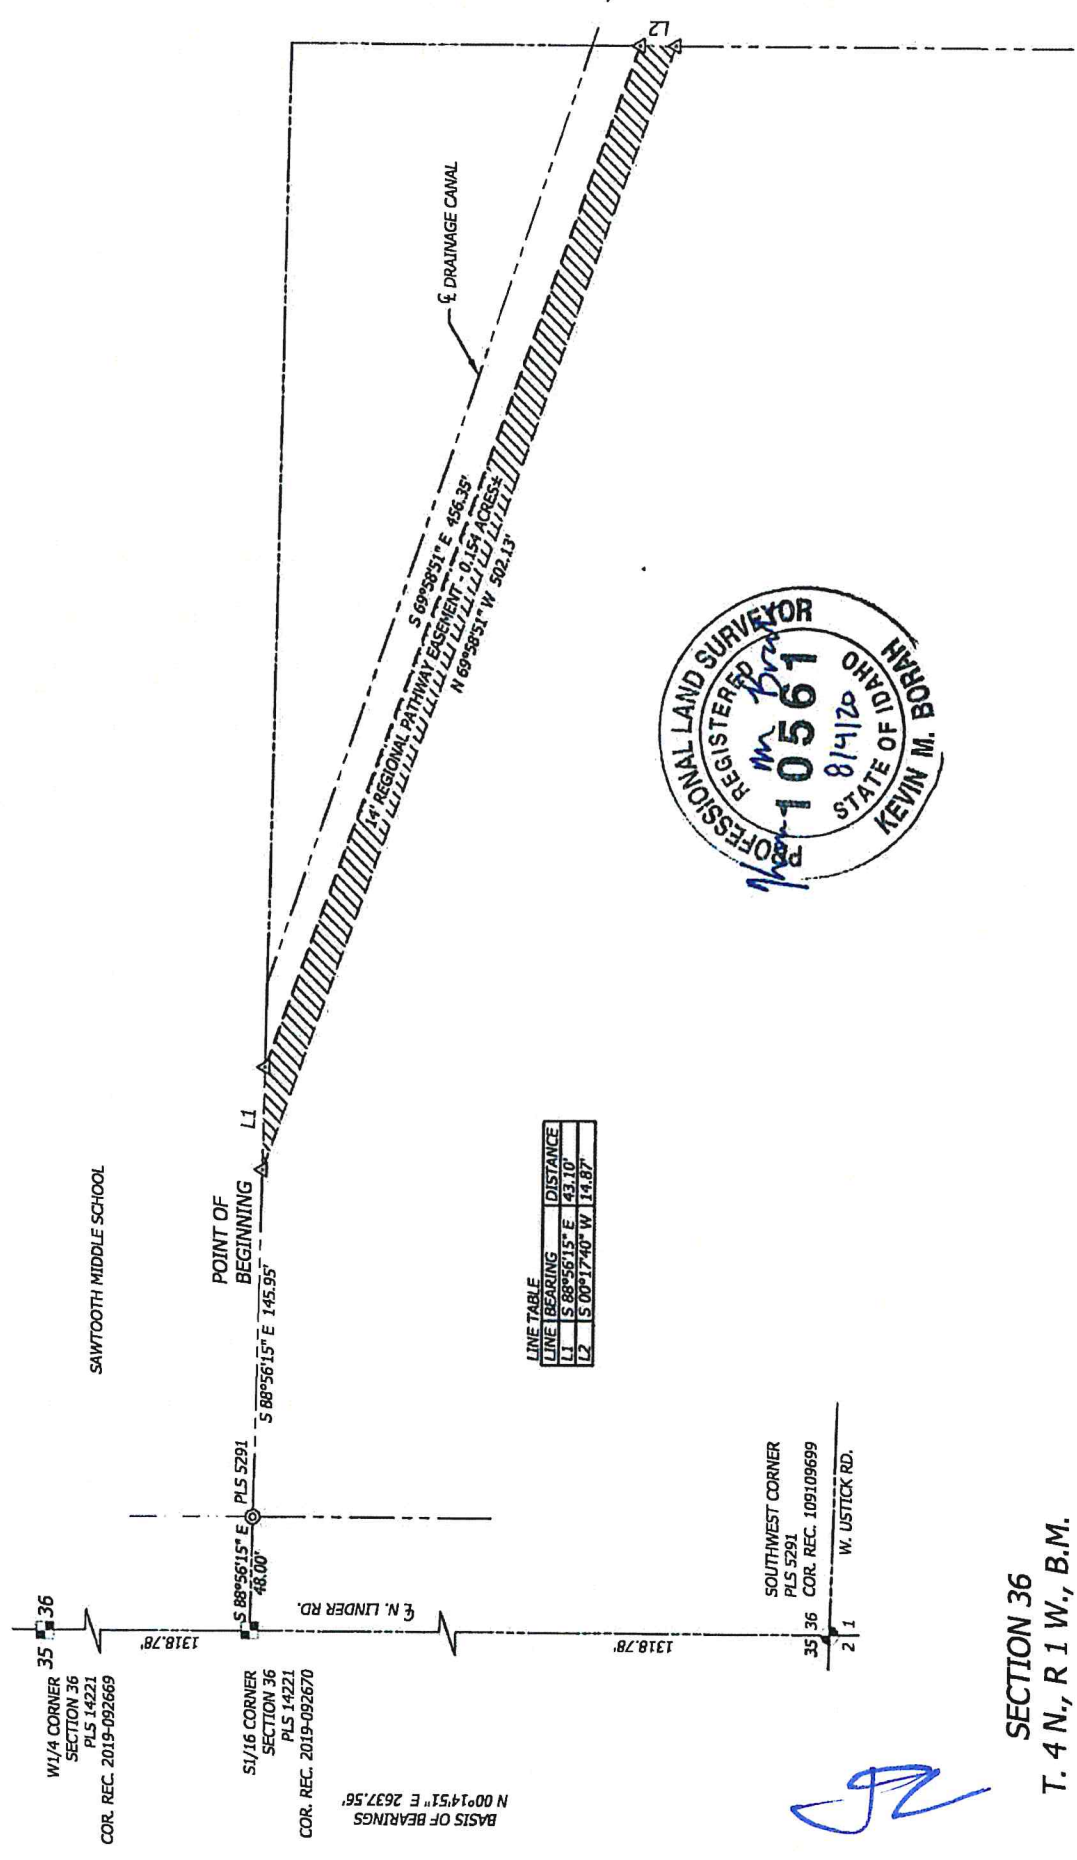 W1/4 CORNER
SECTION 36
PLS 14221
COR. REC. 2019-092669
35 36
SAWTOOTH MIDDLE SCHOOL
1318.78'
S1/16 CORNER
SECTION 36
PLS 14221
COR. REC. 2019-092670
S 88°56'15" E
48.00'
PLS 5291
S 88°56'15" E 145.95'
POINT OF
BEGINNING
L1
L2
℄ DRAINAGE CANAL
S 69°58'51" E 456.35'
14' REGIONAL PATHWAY EASEMENT - 0.154 ACRES±
N 69°58'51" W 502.13'
BASIS OF BEARINGS
N 00°14'51" E 2637.56'
℄ N. LINDER RD.
1318.78'
LINE TABLE
LINE BEARING DISTANCE
L1 S 88°56'15" E 43.10'
L2 S 00°17'40" W 14.87'
SOUTHWEST CORNER
PLS 5291
COR. REC. 109109699
35 36
2 1
W. USTICK RD.
PROFESSIONAL LAND SURVEYOR
REGISTERED
10561
8/4/20
STATE OF IDAHO
KEVIN M. BORAH
SECTION 36
T. 4 N., R 1 W., B.M.